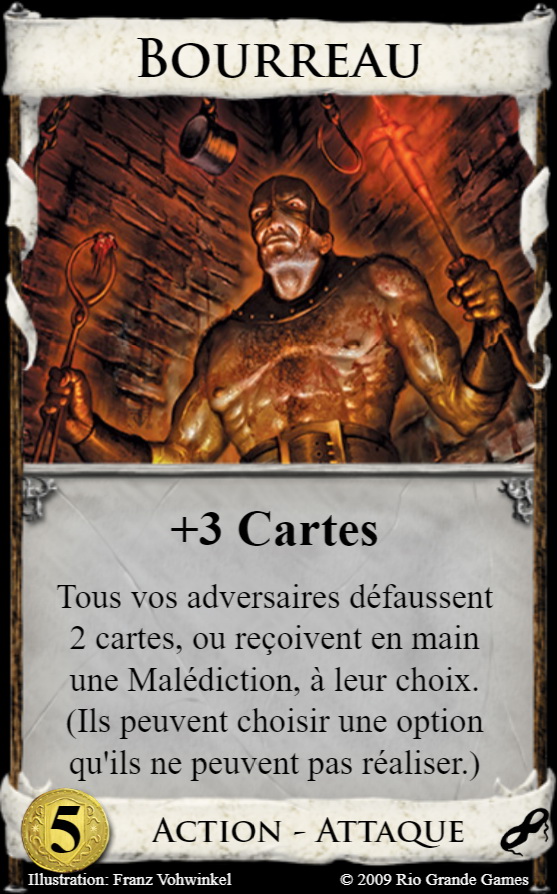 Bourreau
+3 Cartes
Tous vos adversaires défaussent
2 cartes, ou reçoivent en main
une Malédiction, à leur choix.
(Ils peuvent choisir une option
qu'ils ne peuvent pas réaliser.)
5
Action - Attaque
Illustration: Franz Vohwinkel
© 2009 Rio Grande Games